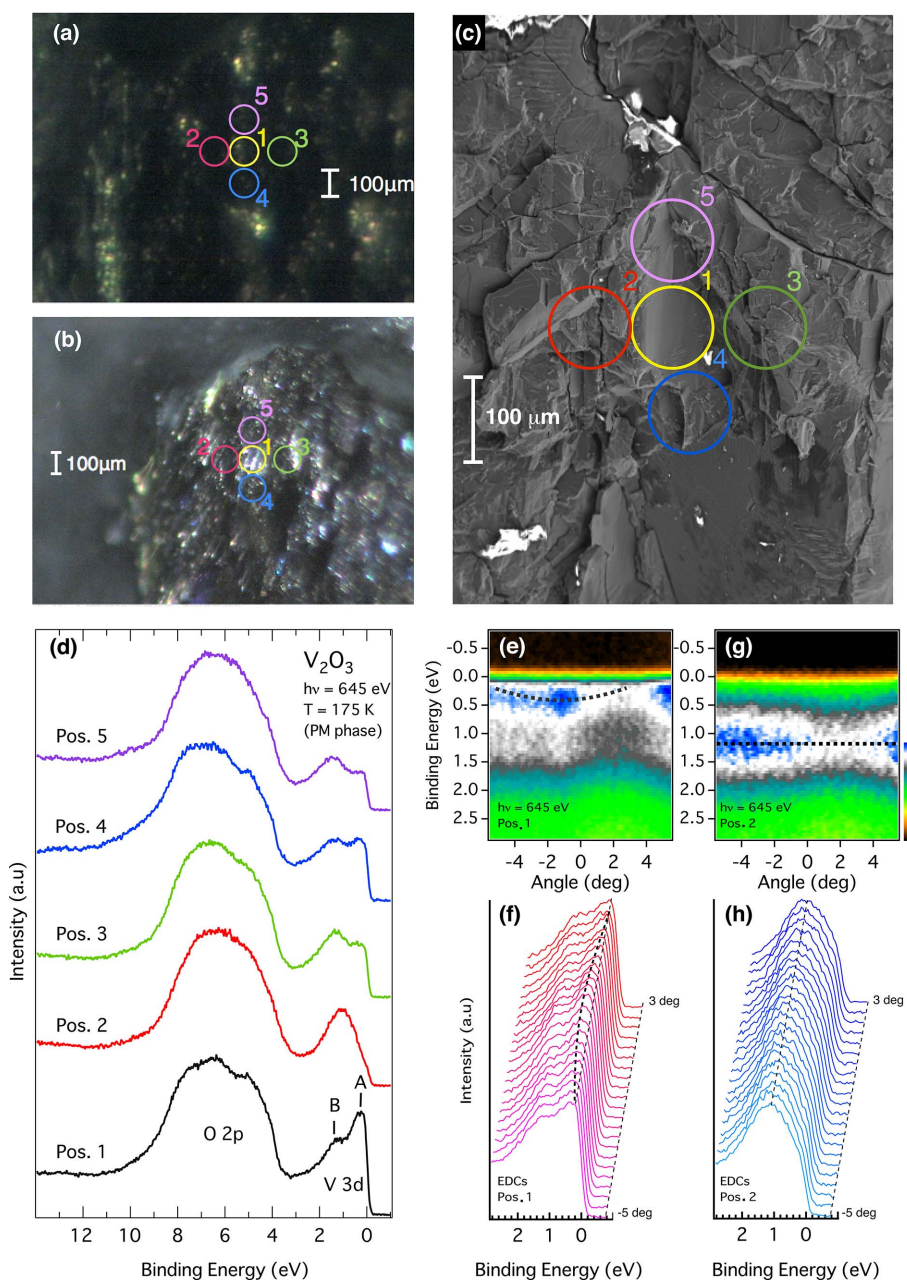 (a)
5
2
1
3
4
100μm
(b)
5
2
1
3
4
100μm
(c)
5
2
1
3
4
100 μm
(d)
V2O3
hν = 645 eV
T = 175 K
(PM phase)
Pos. 5
Pos. 4
Pos. 3
Pos. 2
Pos. 1
A
B
O 2p
V 3d
Intensity (a.u)
12
10
8
6
4
2
0
Binding Energy (eV)
(e)
Binding Energy (eV)
-0.5
0.0
0.5
1.0
1.5
2.0
2.5
hν = 645 eV
Pos. 1
-4
-2
0
2
4
Angle (deg)
(g)
-0.5
0.0
0.5
1.0
1.5
2.0
2.5
hν = 645 eV
Pos. 2
-4
-2
0
2
4
Angle (deg)
(f)
Intensity (a.u)
3 deg
EDCs
Pos. 1
-5 deg
2
1
0
Binding Energy (eV)
(h)
3 deg
EDCs
Pos. 2
-5 deg
2
1
0
Binding Energy (eV)